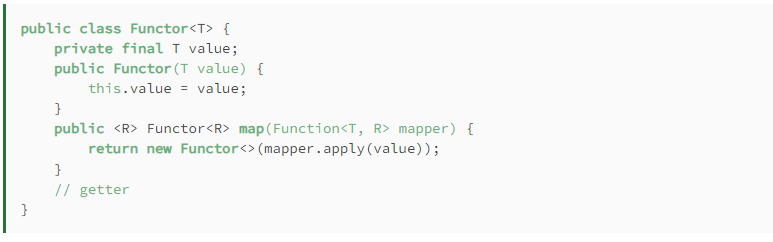 public class Functor<T> {
    private final T value;
    public Functor(T value) {
        this.value = value;
    }
    public <R> Functor<R> map(Function<T, R> mapper) {
        return new Functor<>(mapper.apply(value));
    }
    // getter
}